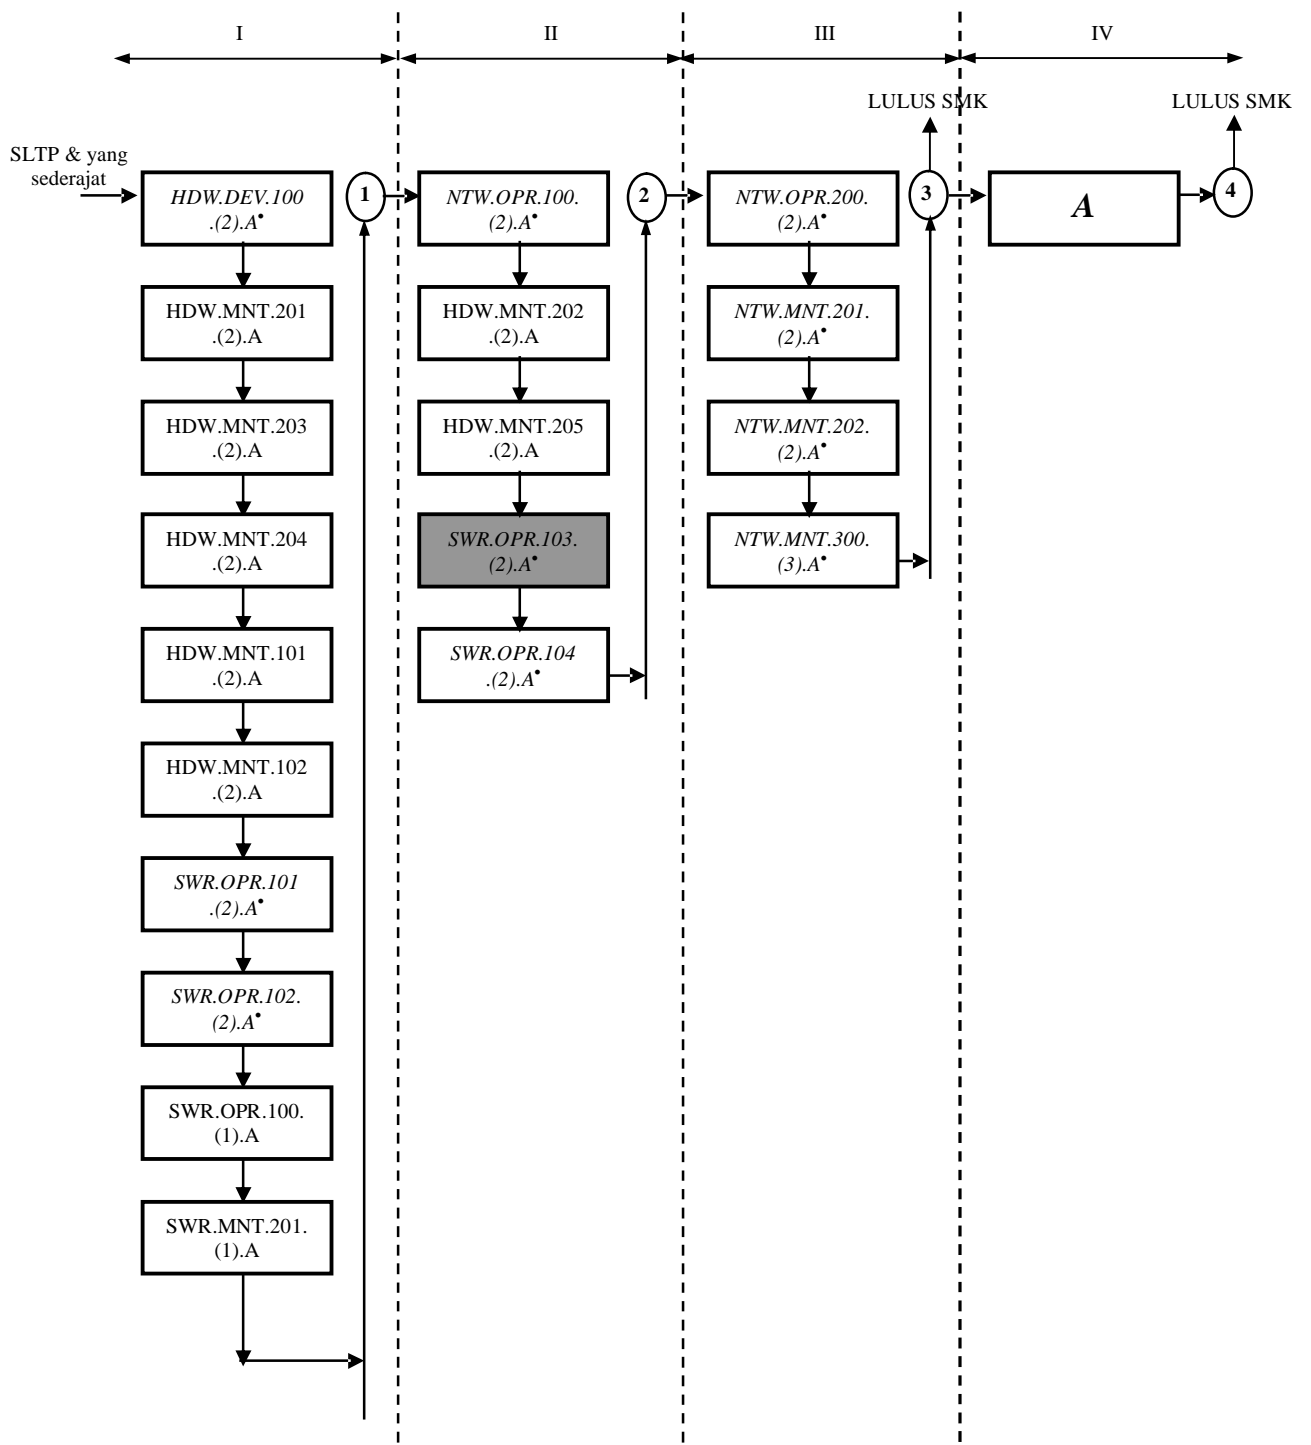 I
II
III
IV
LULUS SMK
LULUS SMK
SLTP & yang
sederajat
HDW.DEV.100
.(2).A•
1
HDW.MNT.201
.(2).A
HDW.MNT.203
.(2).A
HDW.MNT.204
.(2).A
HDW.MNT.101
.(2).A
HDW.MNT.102
.(2).A
SWR.OPR.101
.(2).A•
SWR.OPR.102.
(2).A•
SWR.OPR.100.
(1).A
SWR.MNT.201.
(1).A
NTW.OPR.100.
(2).A•
2
HDW.MNT.202
.(2).A
HDW.MNT.205
.(2).A
SWR.OPR.103.
(2).A•
SWR.OPR.104
.(2).A•
NTW.OPR.200.
(2).A•
3
NTW.MNT.201.
(2).A•
NTW.MNT.202.
(2).A•
NTW.MNT.300.
(3).A•
A
4